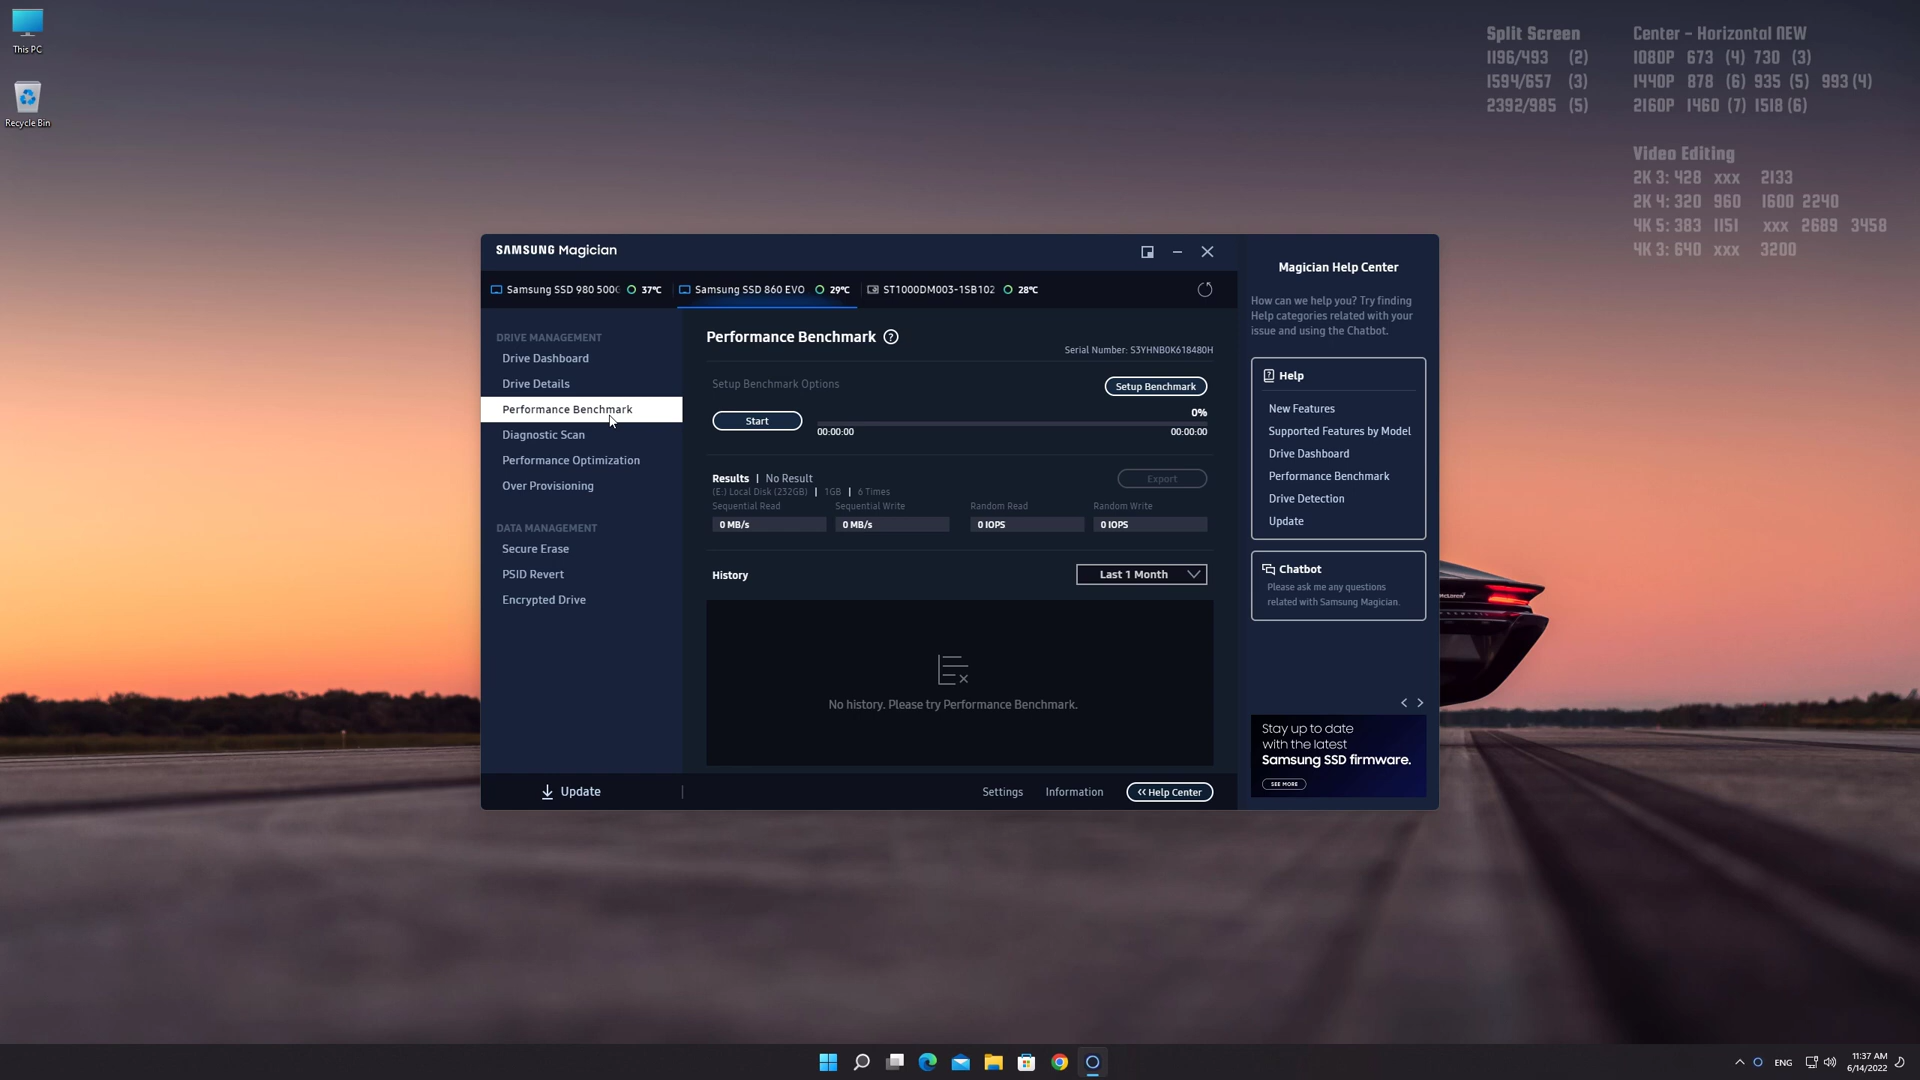 This PC
Recycle Bin
Split Screen
1196/493 (2)
1594/657 (3)
2392/985 (5)
Center - Horizontal NEW
1080P 673 (4) 730 (3)
1440P 878 (6) 935 (5) 993 (4)
2160P 1460 (7) 1518 (6)
Video Editing
2K 3: 428 xxx 2133
2K 4: 320 960 1600 2240
4K 5: 383 1151 xxx 2689 3458
4K 3: 640 xxx 3200
SAMSUNG Magician
Samsung SSD 980 500G 37℃
Samsung SSD 860 EVO 29℃
ST1000DM003-1SB102 28℃
DRIVE MANAGEMENT
Drive Dashboard
Drive Details
Performance Benchmark
Diagnostic Scan
Performance Optimization
Over Provisioning
DATA MANAGEMENT
Secure Erase
PSID Revert
Encrypted Drive
Performance Benchmark ?
Serial Number: S3YHNB0K618480H
Setup Benchmark Options
Setup Benchmark
Start
0%
00:00:00 00:00:00
Results | No Result
Export
(E:) Local Disk (232GB) | 1GB | 6 Times
Sequential Read Sequential Write Random Read Random Write
0 MB/s 0 MB/s 0 IOPS 0 IOPS
History
Last 1 Month
No history. Please try Performance Benchmark.
Update
Settings Information << Help Center
Magician Help Center
How can we help you? Try finding
Help categories related with your
issue and using the Chatbot.
Help
New Features
Supported Features by Model
Drive Dashboard
Performance Benchmark
Drive Detection
Update
Chatbot
Please ask me any questions
related with Samsung Magician.
Stay up to date
with the latest
Samsung SSD firmware.
SEE MORE
ENG
11:37 AM
6/14/2022